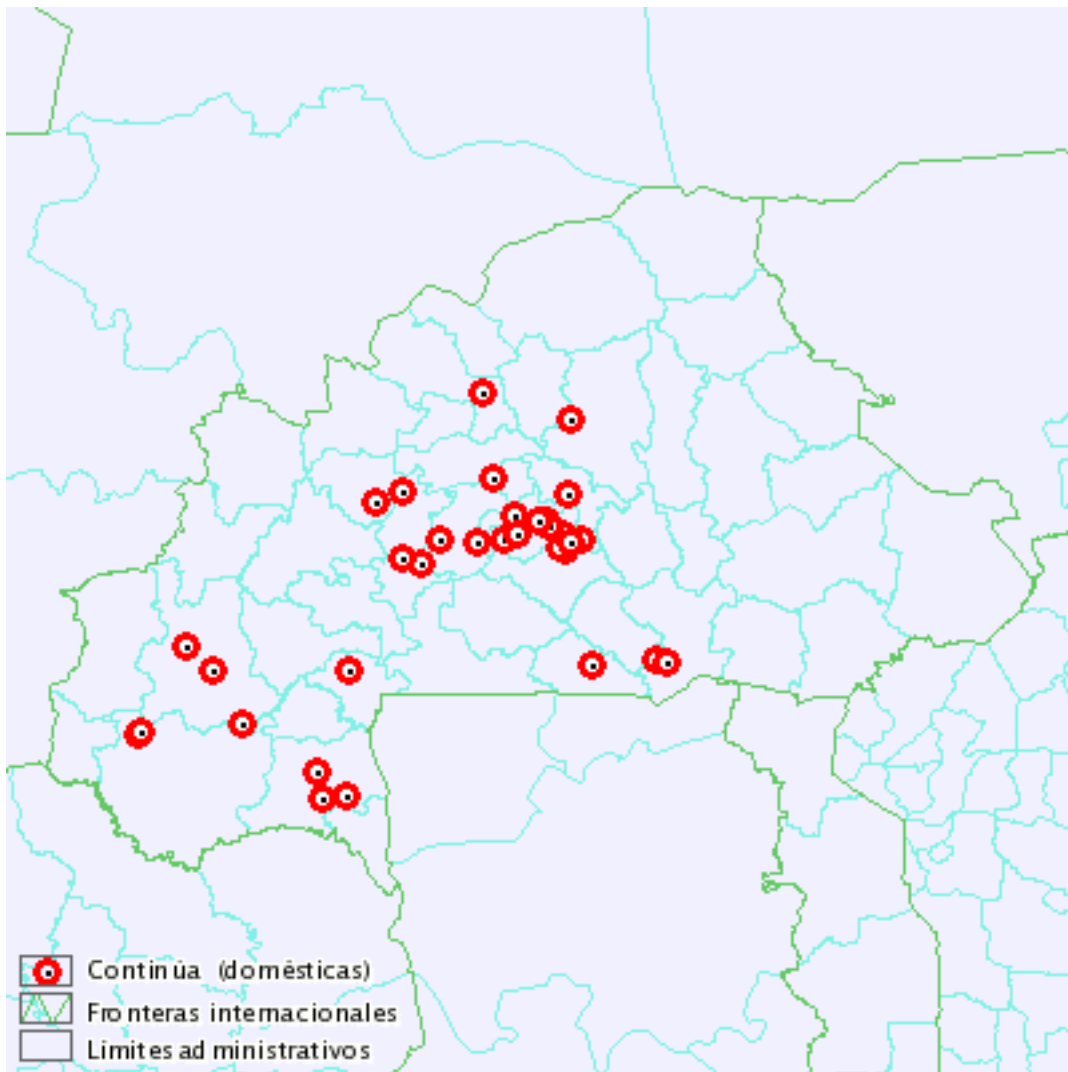 Continúa (domésticas)
Fronteras internacionales
Límites administrativos